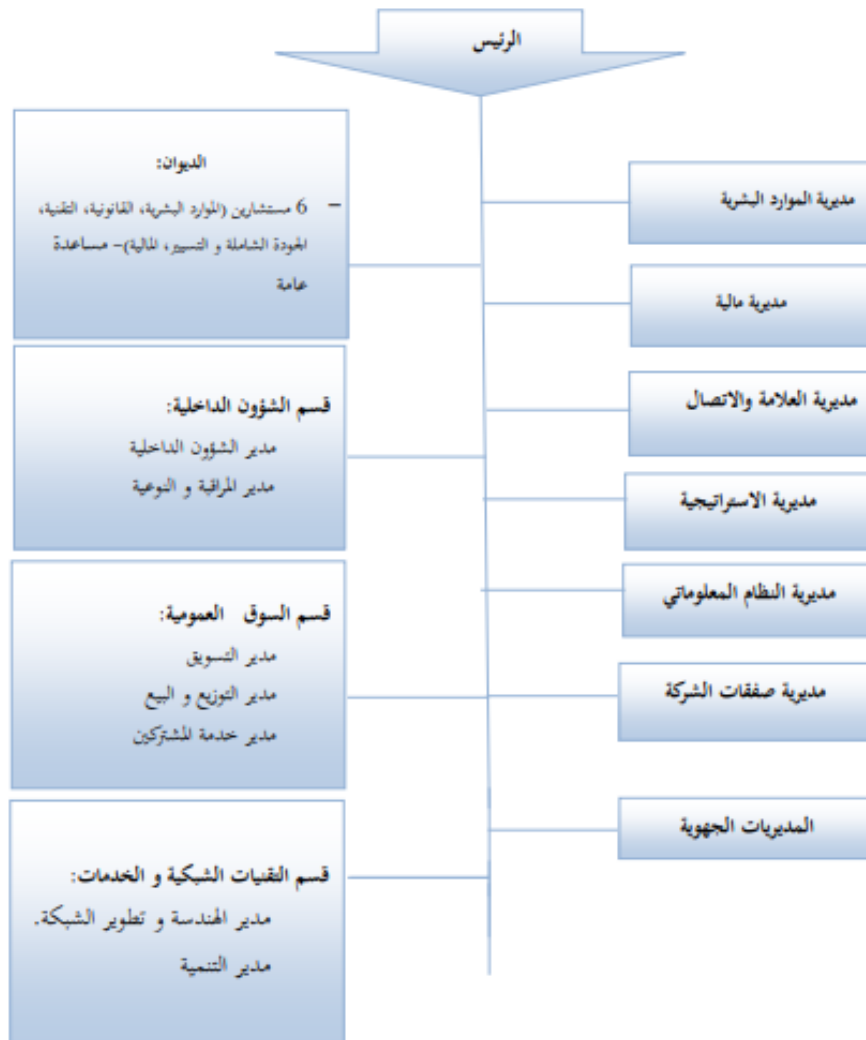 الرئيس
مديرية الموارد البشرية
مديرية مالية
مديرية العلامة والاتصال
مديرية الاستراتيجية
مديرية النظام المعلوماتي
مديرية صفقات الشركة
المديريات الجهوية
الديوان:
– 6 مستشارين (الموارد البشرية، القانونية، التقنية،
الجودة الشاملة و التسيير، المالية)– مساعدة
عامة
قسم الشؤون الداخلية:
مدير الشؤون الداخلية
مدير المراقبة و النوعية
قسم السوق العمومية:
مدير التسويق
مدير التوزيع و البيع
مدير خدمة المشتركين
قسم التقنيات الشبكية و الخدمات:
مدير الهندسة و تطوير الشبكة.
مدير التنمية